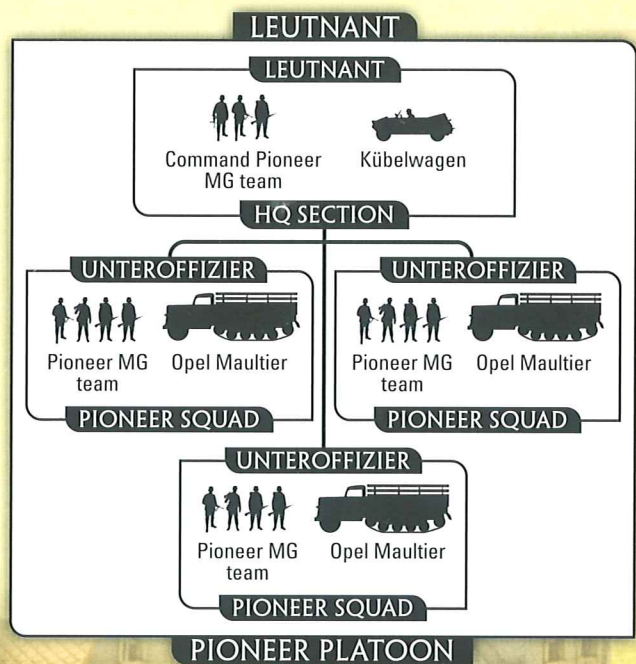 LEUTNANT
LEUTNANT
Command Pioneer
MG team
Kübelwagen
HQ SECTION
UNTEROFFIZIER
Pioneer MG
team
Opel Maultier
PIONEER SQUAD
UNTEROFFIZIER
Pioneer MG
team
Opel Maultier
PIONEER SQUAD
UNTEROFFIZIER
Pioneer MG
team
Opel Maultier
PIONEER SQUAD
PIONEER PLATOON